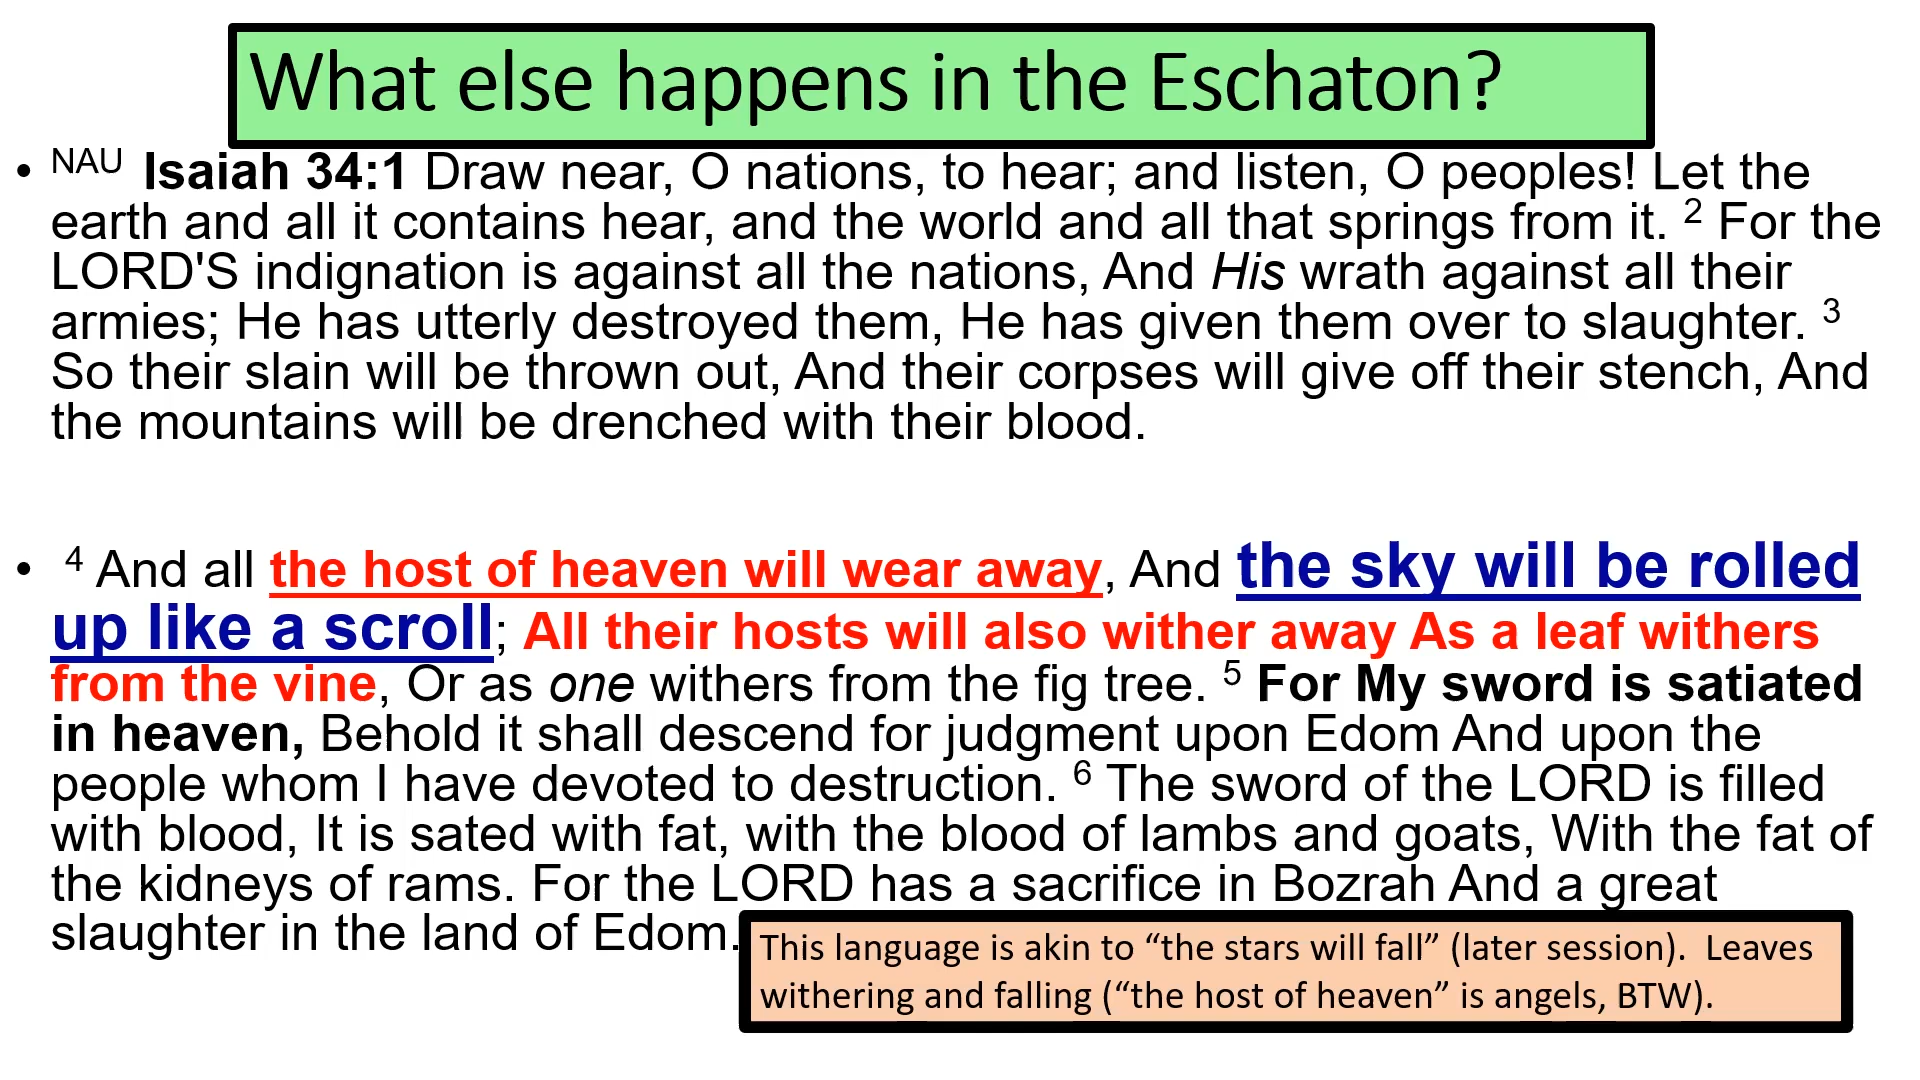 What else happens in the Eschaton?
• NAU Isaiah 34:1 Draw near, O nations, to hear; and listen, O peoples! Let the
earth and all it contains hear, and the world and all that springs from it. 2 For the
LORD'S indignation is against all the nations, And His wrath against all their
armies; He has utterly destroyed them, He has given them over to slaughter. 3
So their slain will be thrown out, And their corpses will give off their stench, And
the mountains will be drenched with their blood.
• 4 And all the host of heaven will wear away, And the sky will be rolled
up like a scroll; All their hosts will also wither away As a leaf withers
from the vine, Or as one withers from the fig tree. 5 For My sword is satiated
in heaven, Behold it shall descend for judgment upon Edom And upon the
people whom I have devoted to destruction. 6 The sword of the LORD is filled
with blood, It is sated with fat, with the blood of lambs and goats, With the fat of
the kidneys of rams. For the LORD has a sacrifice in Bozrah And a great
slaughter in the land of Edom.
This language is akin to “the stars will fall” (later session).  Leaves
withering and falling (“the host of heaven” is angels, BTW).